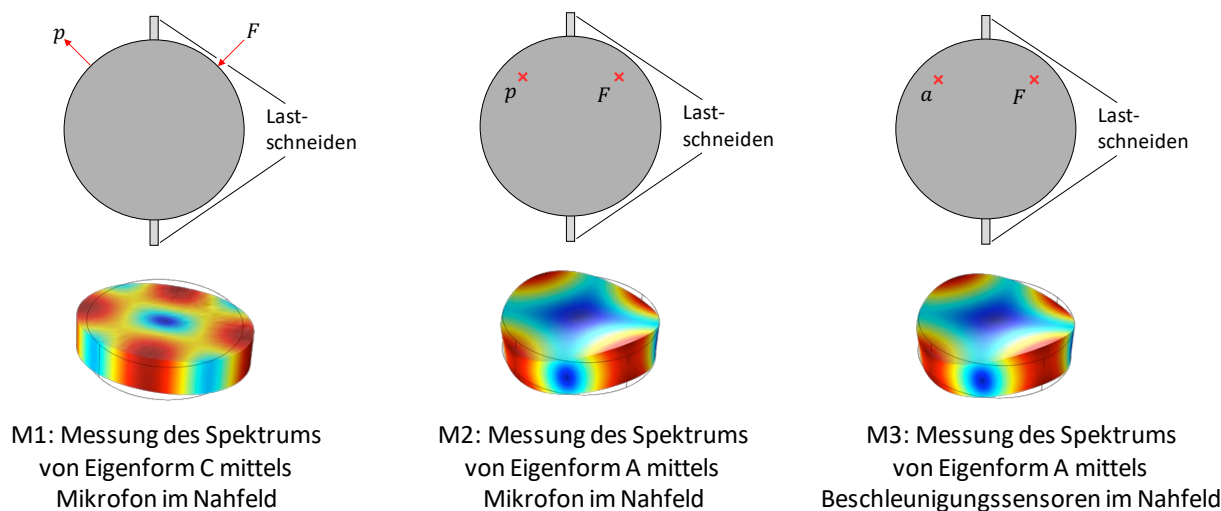 p
F
Last-
schneiden
p
F
Last-
schneiden
a
F
Last-
schneiden
M1: Messung des Spektrums
von Eigenform C mittels
Mikrofon im Nahfeld
M2: Messung des Spektrums
von Eigenform A mittels
Mikrofon im Nahfeld
M3: Messung des Spektrums
von Eigenform A mittels
Beschleunigungssensoren im Nahfeld